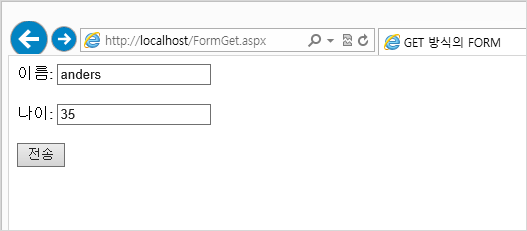 http://localhost/FormGet.aspx
GET 방식의 FORM
이름: anders
나이: 35
전송